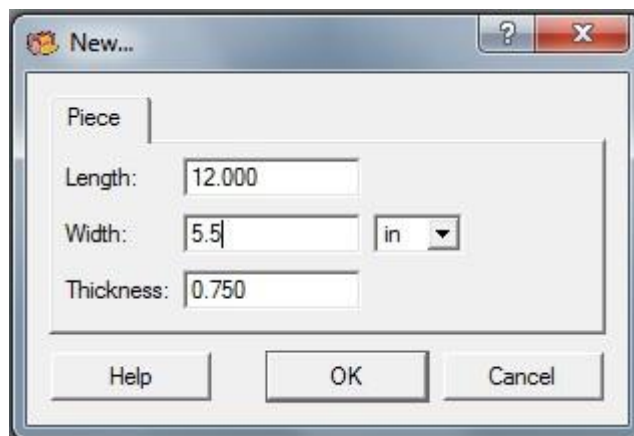 New...
Piece
Length: 12.000
Width: 5.5 in
Thickness: 0.750
Help OK Cancel